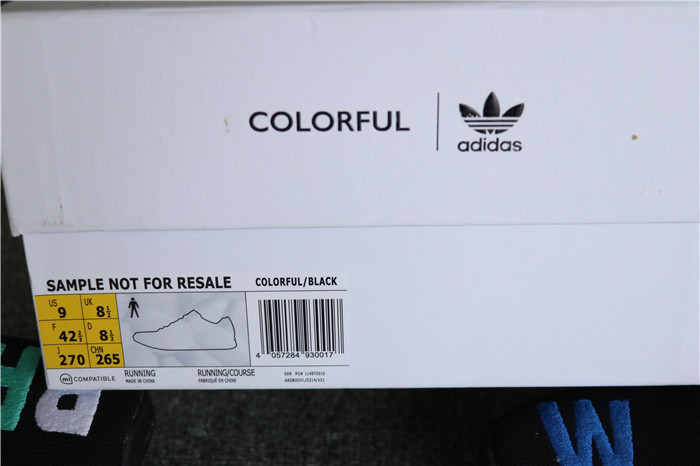 COLORFUL
adidas
SAMPLE NOT FOR RESALE
COLORFUL/BLACK
US 9 UK 8½
F 42⅔ D 8½
J 270 CHN 265
mi COMPATIBLE
RUNNING
MADE IN CHINA
RUNNING/COURSE
FABRIQUÉ EN CHINE
4 057284 930017
W